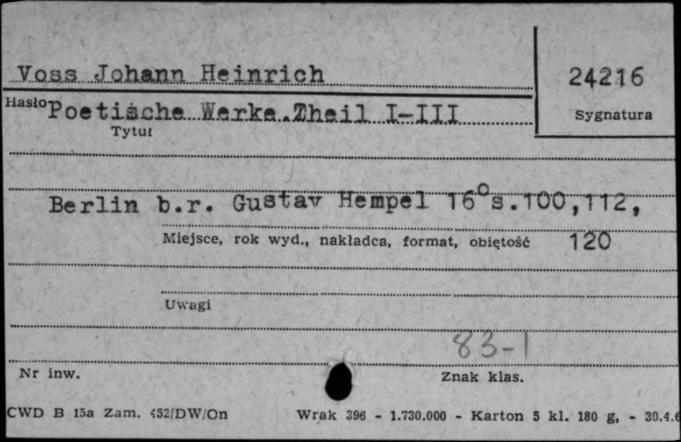 Voss Johann Heinrich
24216
Hasło
Poetische Werke.Theil I-III
Sygnatura
Tytuł
Berlin b.r. Gustav Hempel 16° s.100,112,
Miejsce, rok wyd., nakładca, format, objętość
120
Uwagi
83-1
Nr inw.
Znak klas.
CWD B 15a Zam. 452/DW/On Wrak 396 - 1.730.000 - Karton 5 kl. 180 g, - 30.4.6